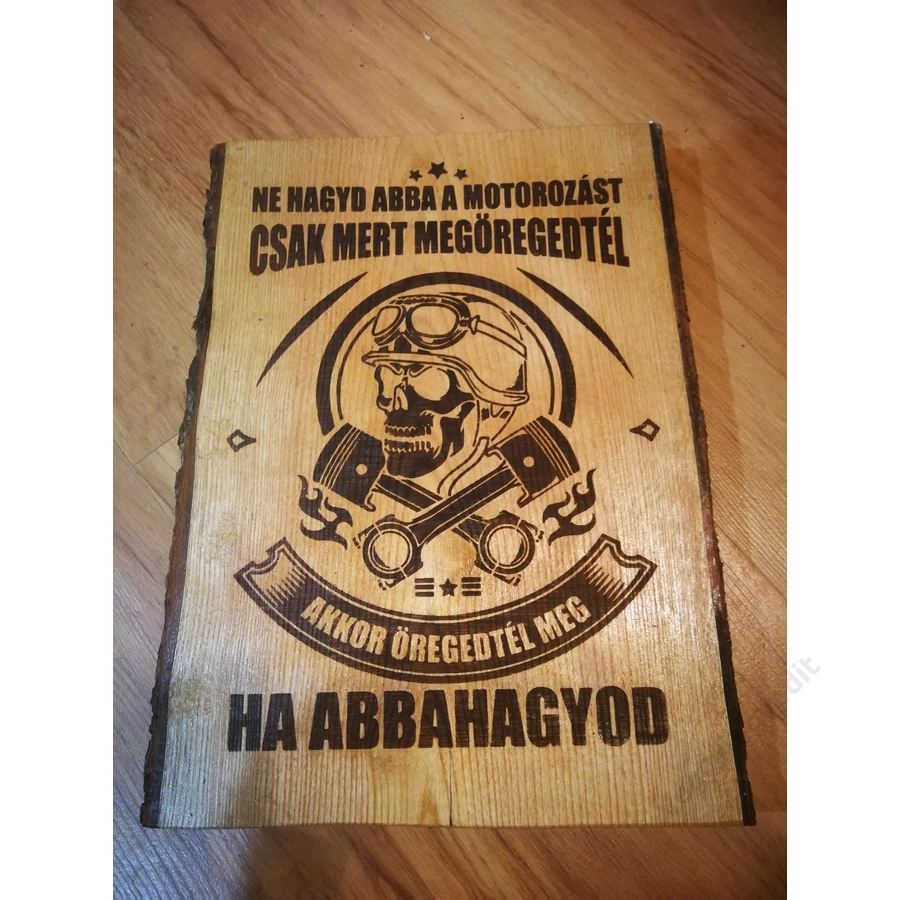 NE HAGYD ABBA A MOTOROZÁST
CSAK MERT MEGÖREGEDTÉL
AKKOR ÖREGEDTÉL MEG
HA ABBAHAGYOD